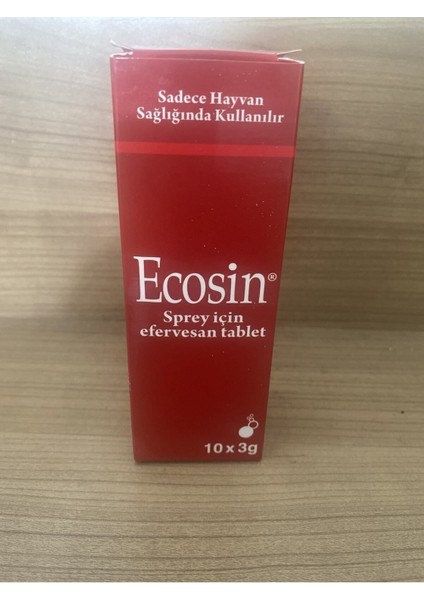 Sadece Hayvan
Sağlığında Kullanılır
Ecosin®
Sprey için
efervesan tablet
10 x 3g